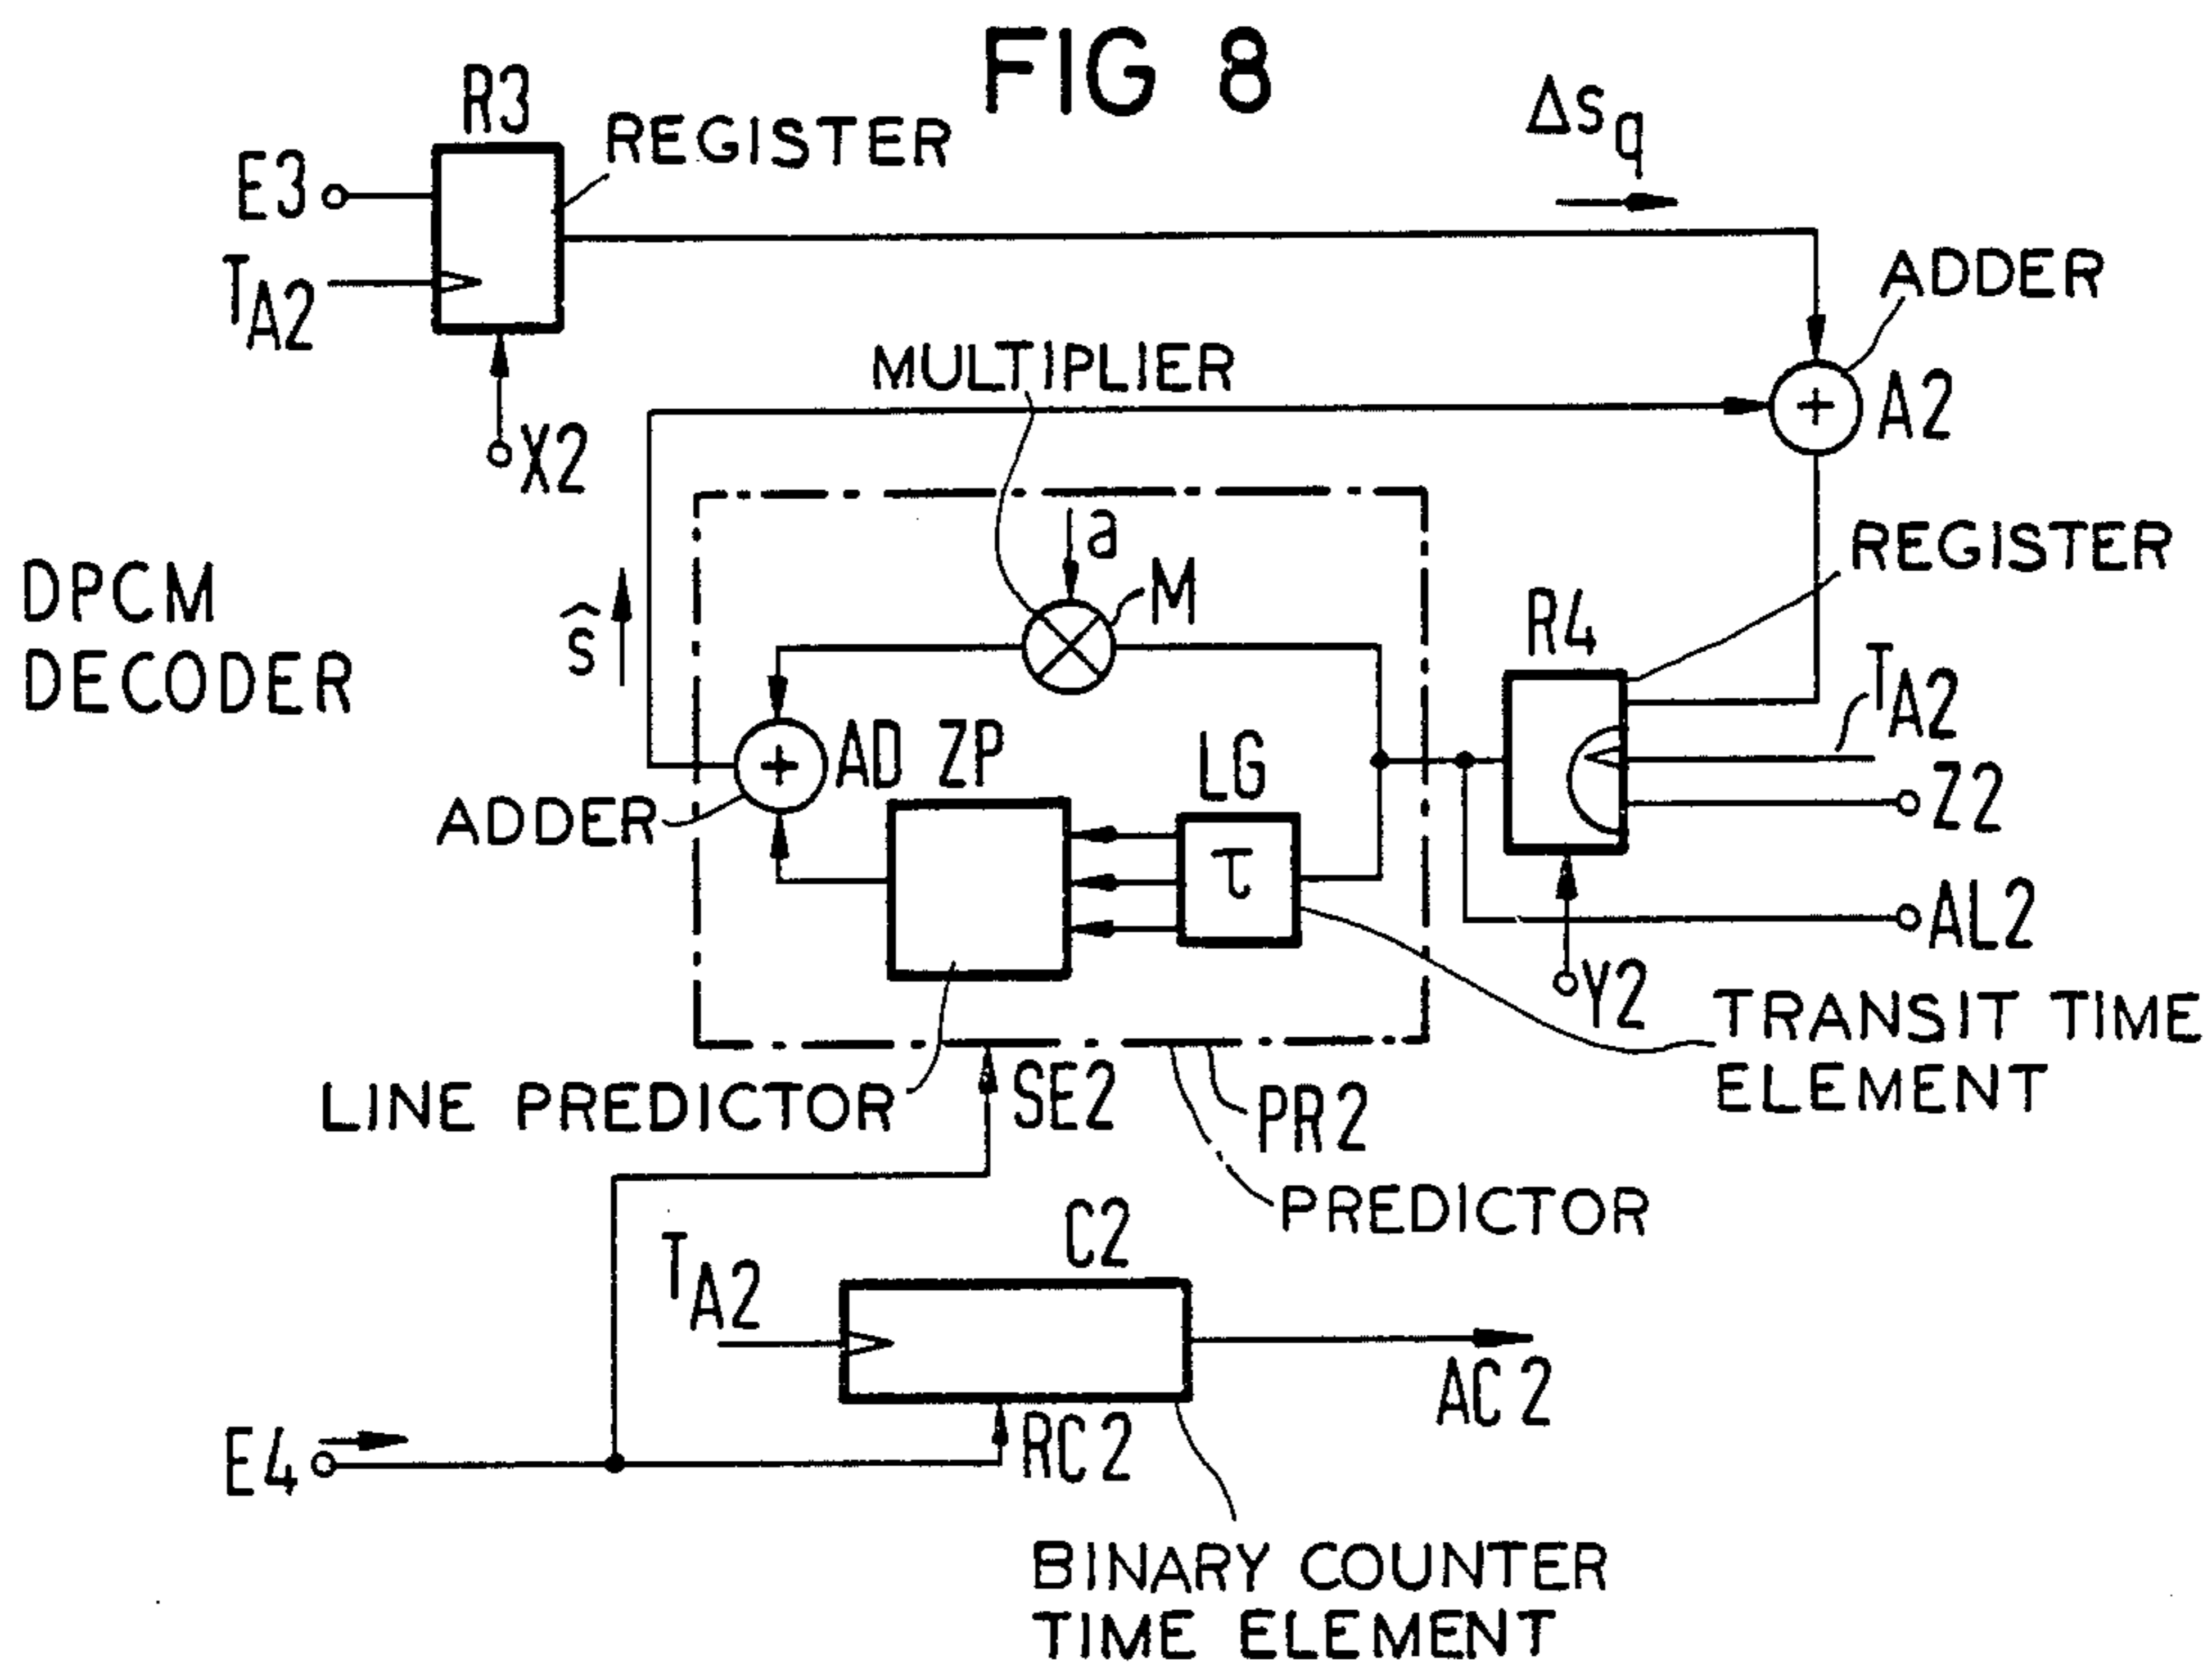 FIG 8
R3
REGISTER
Δsq
E3
TA2
ADDER
MULTIPLIER
+
A2
X2
a
REGISTER
DPCM
DECODER
ŝ
M
R4
TA2
+
AD
ZP
LG
Z2
ADDER
τ
AL2
Y2
TRANSIT TIME
ELEMENT
LINE PREDICTOR
SE2
PR2
PREDICTOR
C2
TA2
AC2
E4
RC2
BINARY COUNTER
TIME ELEMENT